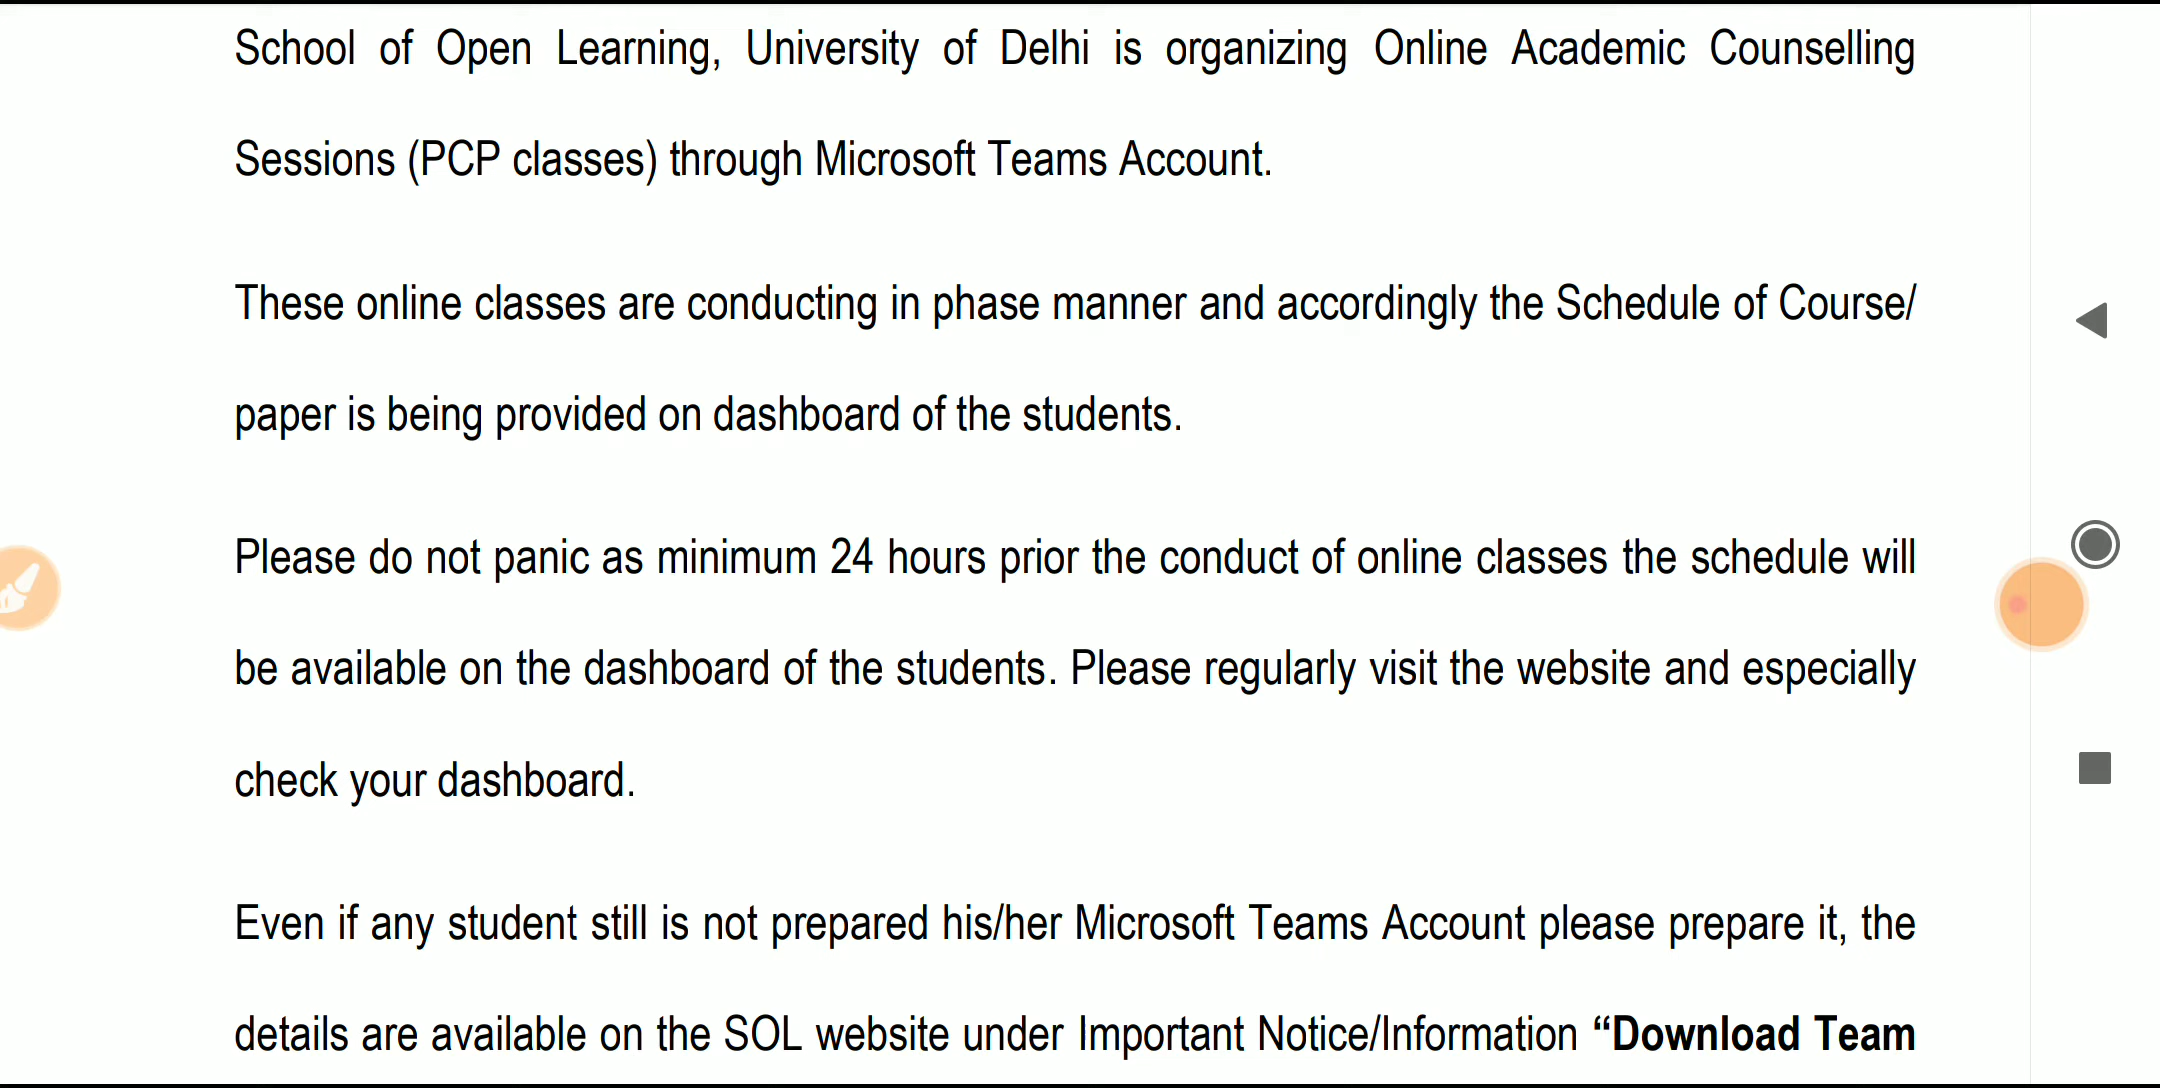 School of Open Learning, University of Delhi is organizing Online Academic Counselling
Sessions (PCP classes) through Microsoft Teams Account.
These online classes are conducting in phase manner and accordingly the Schedule of Course/
paper is being provided on dashboard of the students.
Please do not panic as minimum 24 hours prior the conduct of online classes the schedule will
be available on the dashboard of the students. Please regularly visit the website and especially
check your dashboard.
Even if any student still is not prepared his/her Microsoft Teams Account please prepare it, the
details are available on the SOL website under Important Notice/Information “Download Team